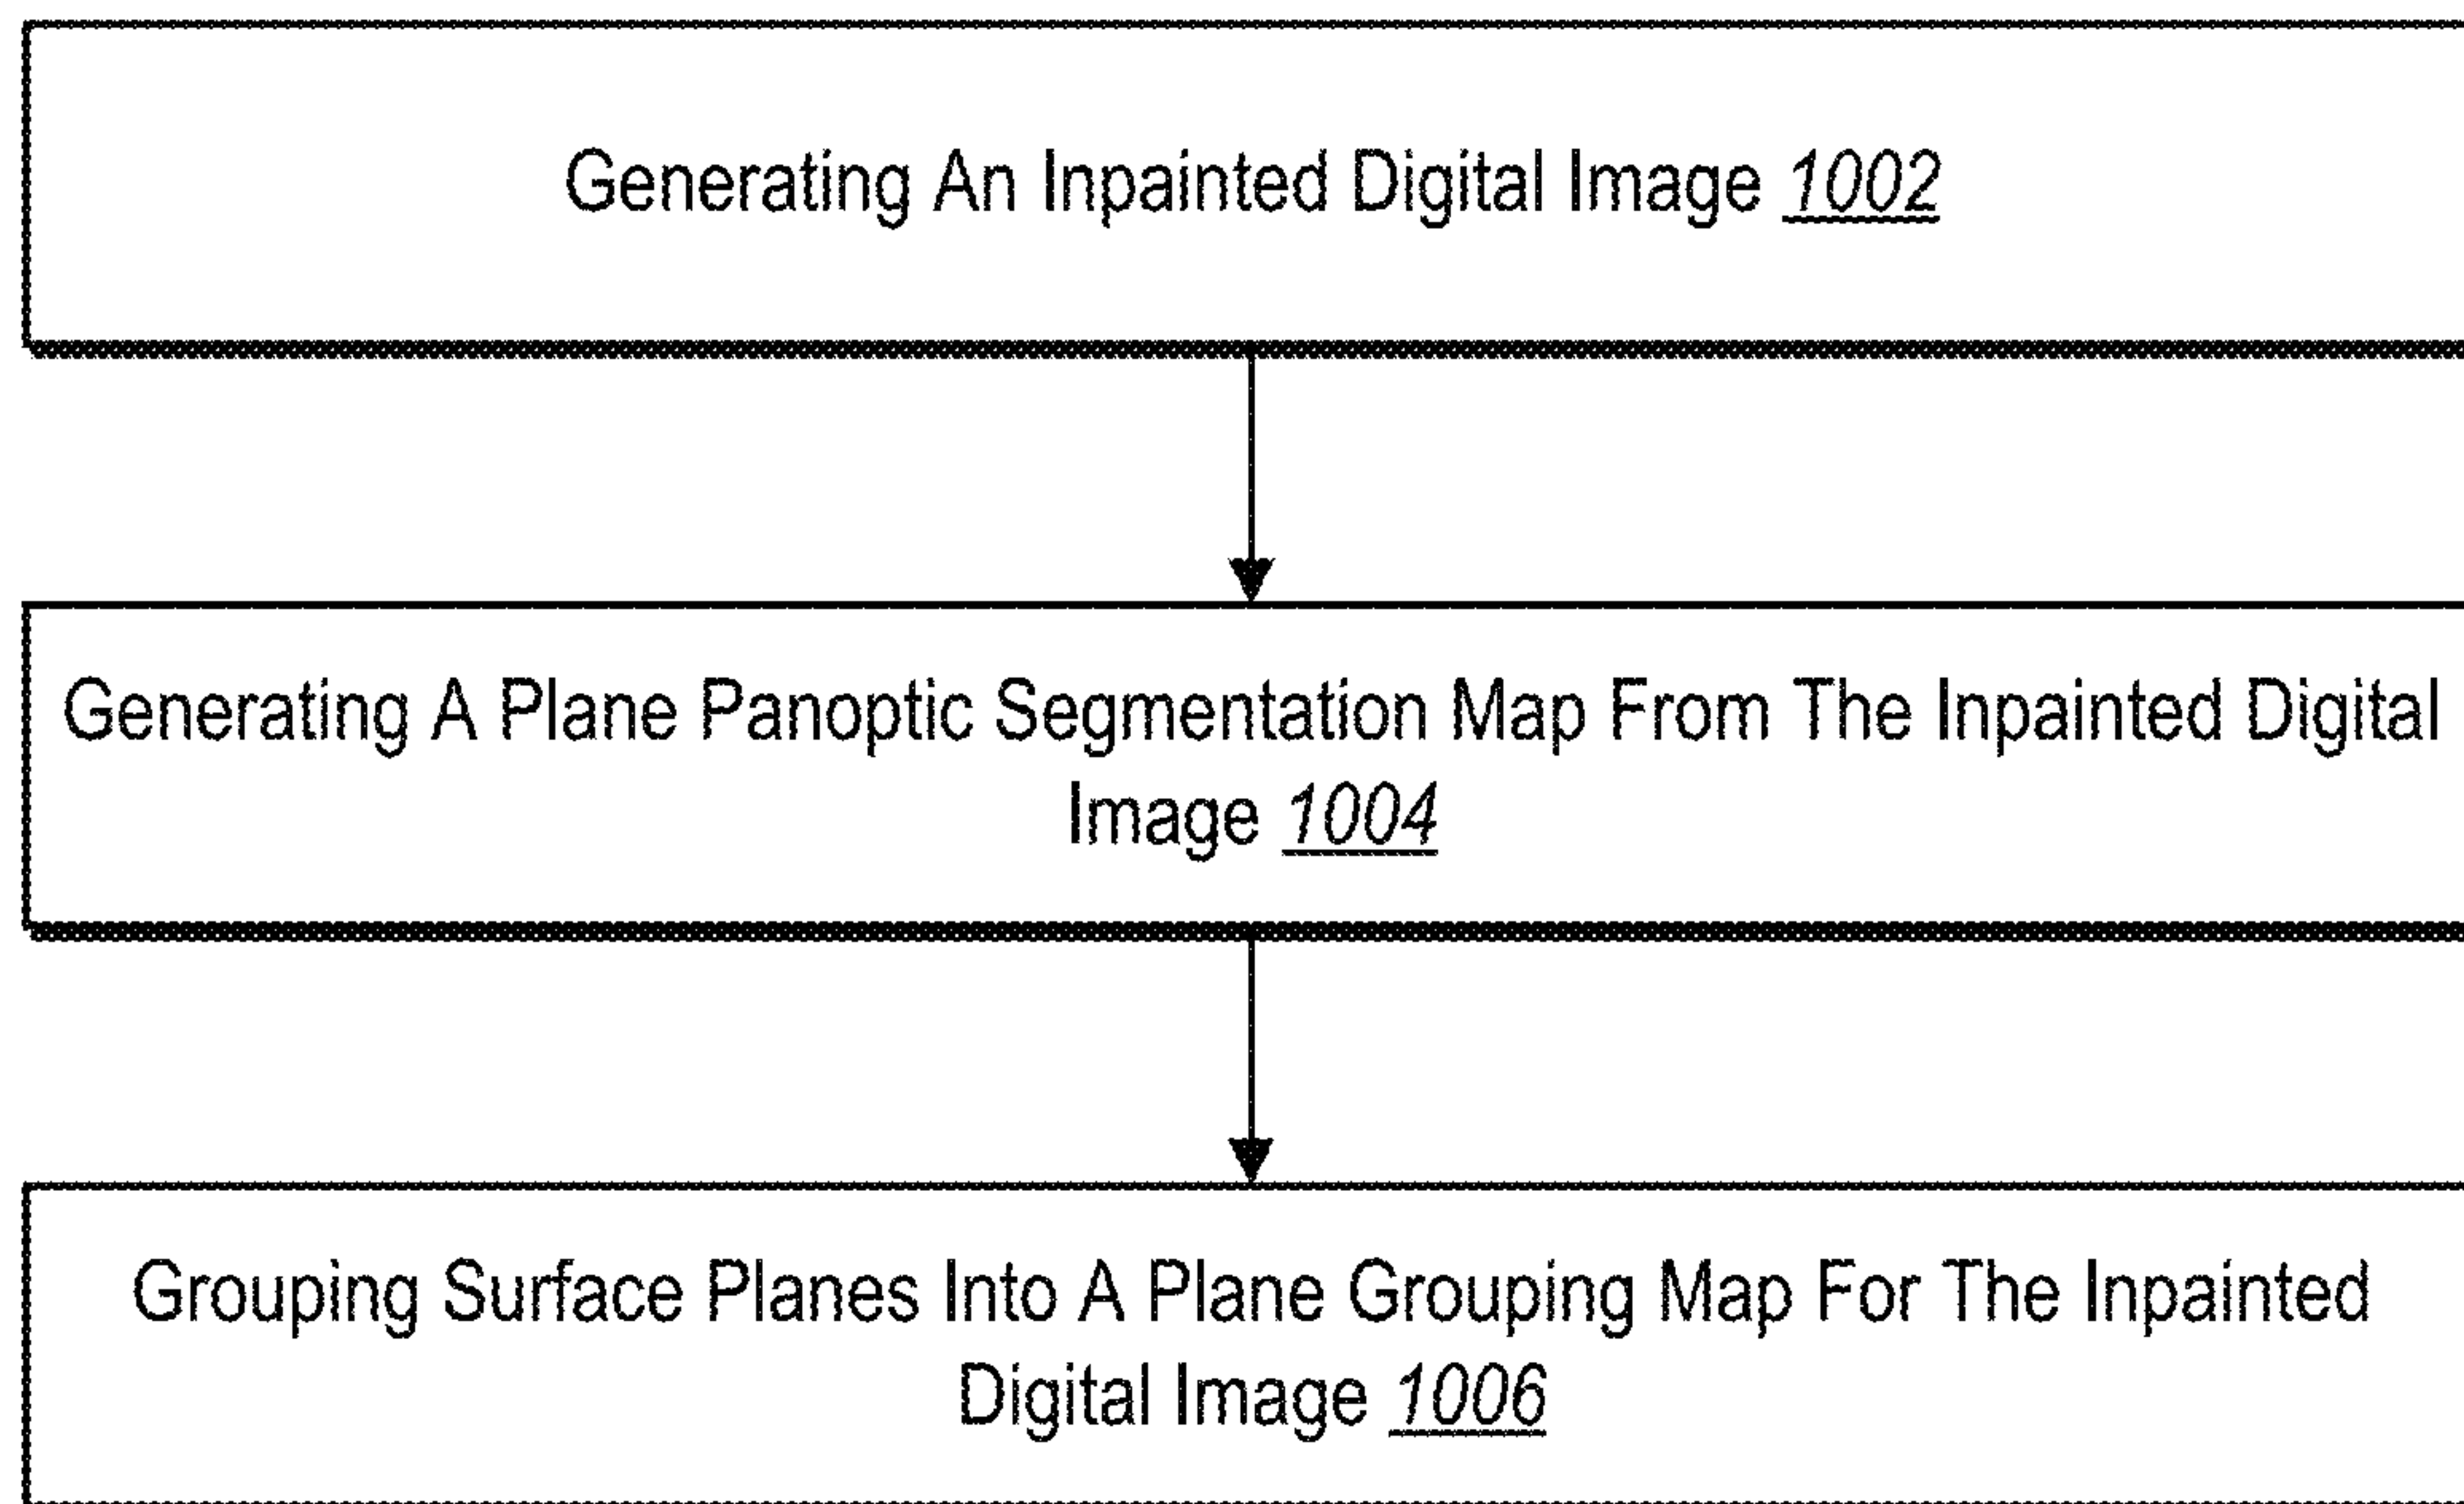 Generating An Inpainted Digital Image 1002
Generating A Plane Panoptic Segmentation Map From The Inpainted Digital
Image 1004
Grouping Surface Planes Into A Plane Grouping Map For The Inpainted
Digital Image 1006